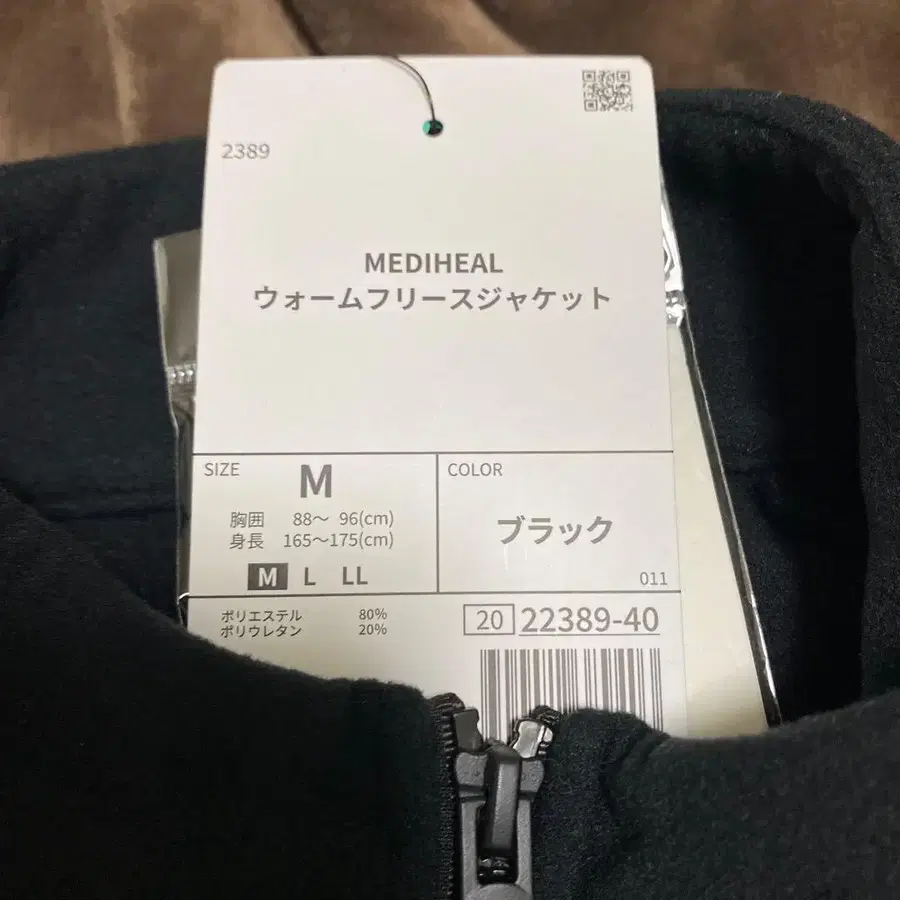 2389
MEDIHEAL
ウォームフリースジャケット
SIZE
M
胸囲 88〜 96(cm)
身長 165〜175(cm)
M L LL
COLOR
ブラック
011
ポリエステル 80%
ポリウレタン 20%
20 22389-40